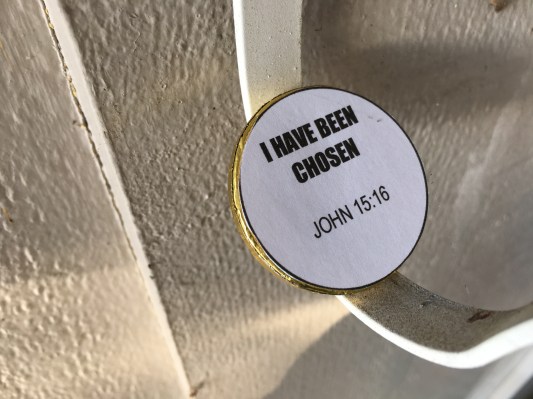 I HAVE BEEN
CHOSEN
JOHN 15:16